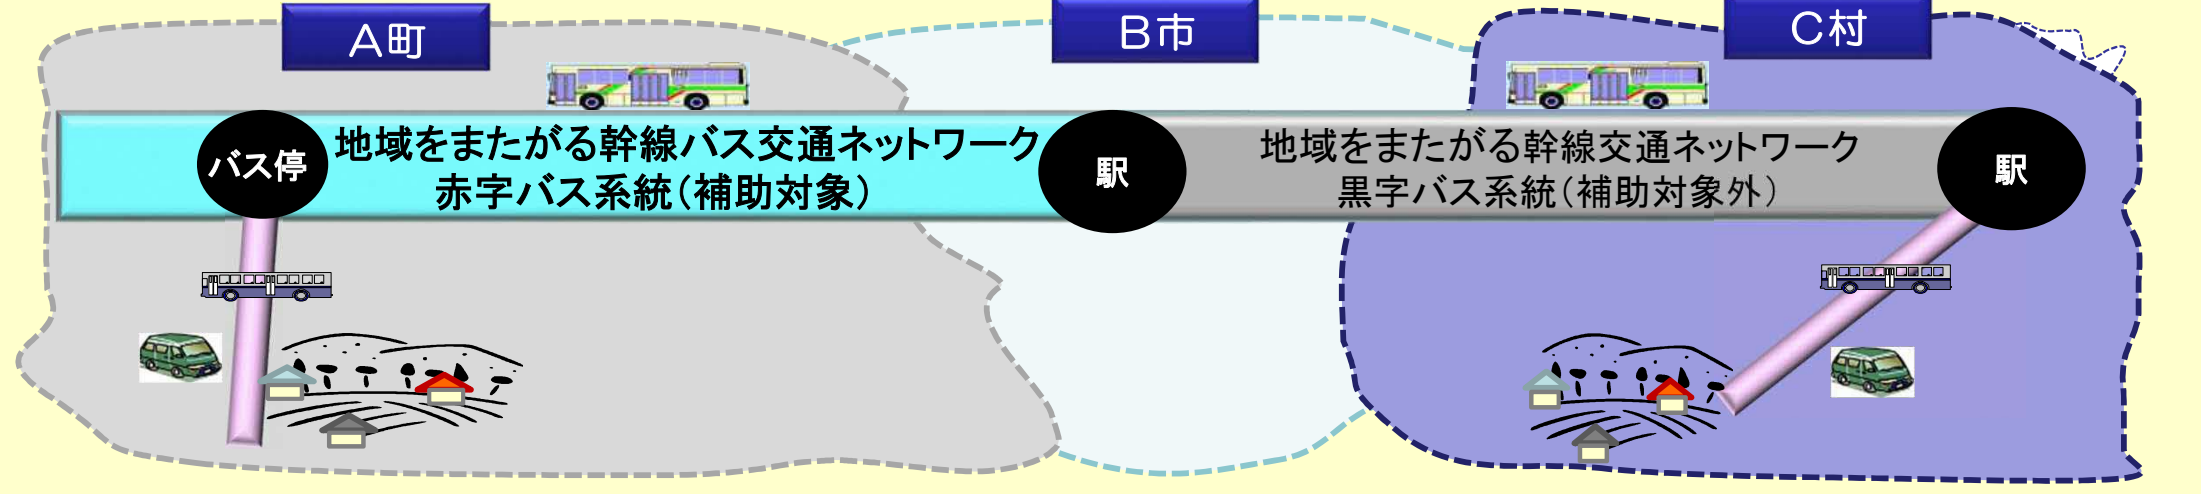 A町
B市
C村
バス停
地域をまたがる幹線バス交通ネットワーク
赤字バス系統(補助対象)
駅
地域をまたがる幹線交通ネットワーク
黒字バス系統(補助対象外)
駅